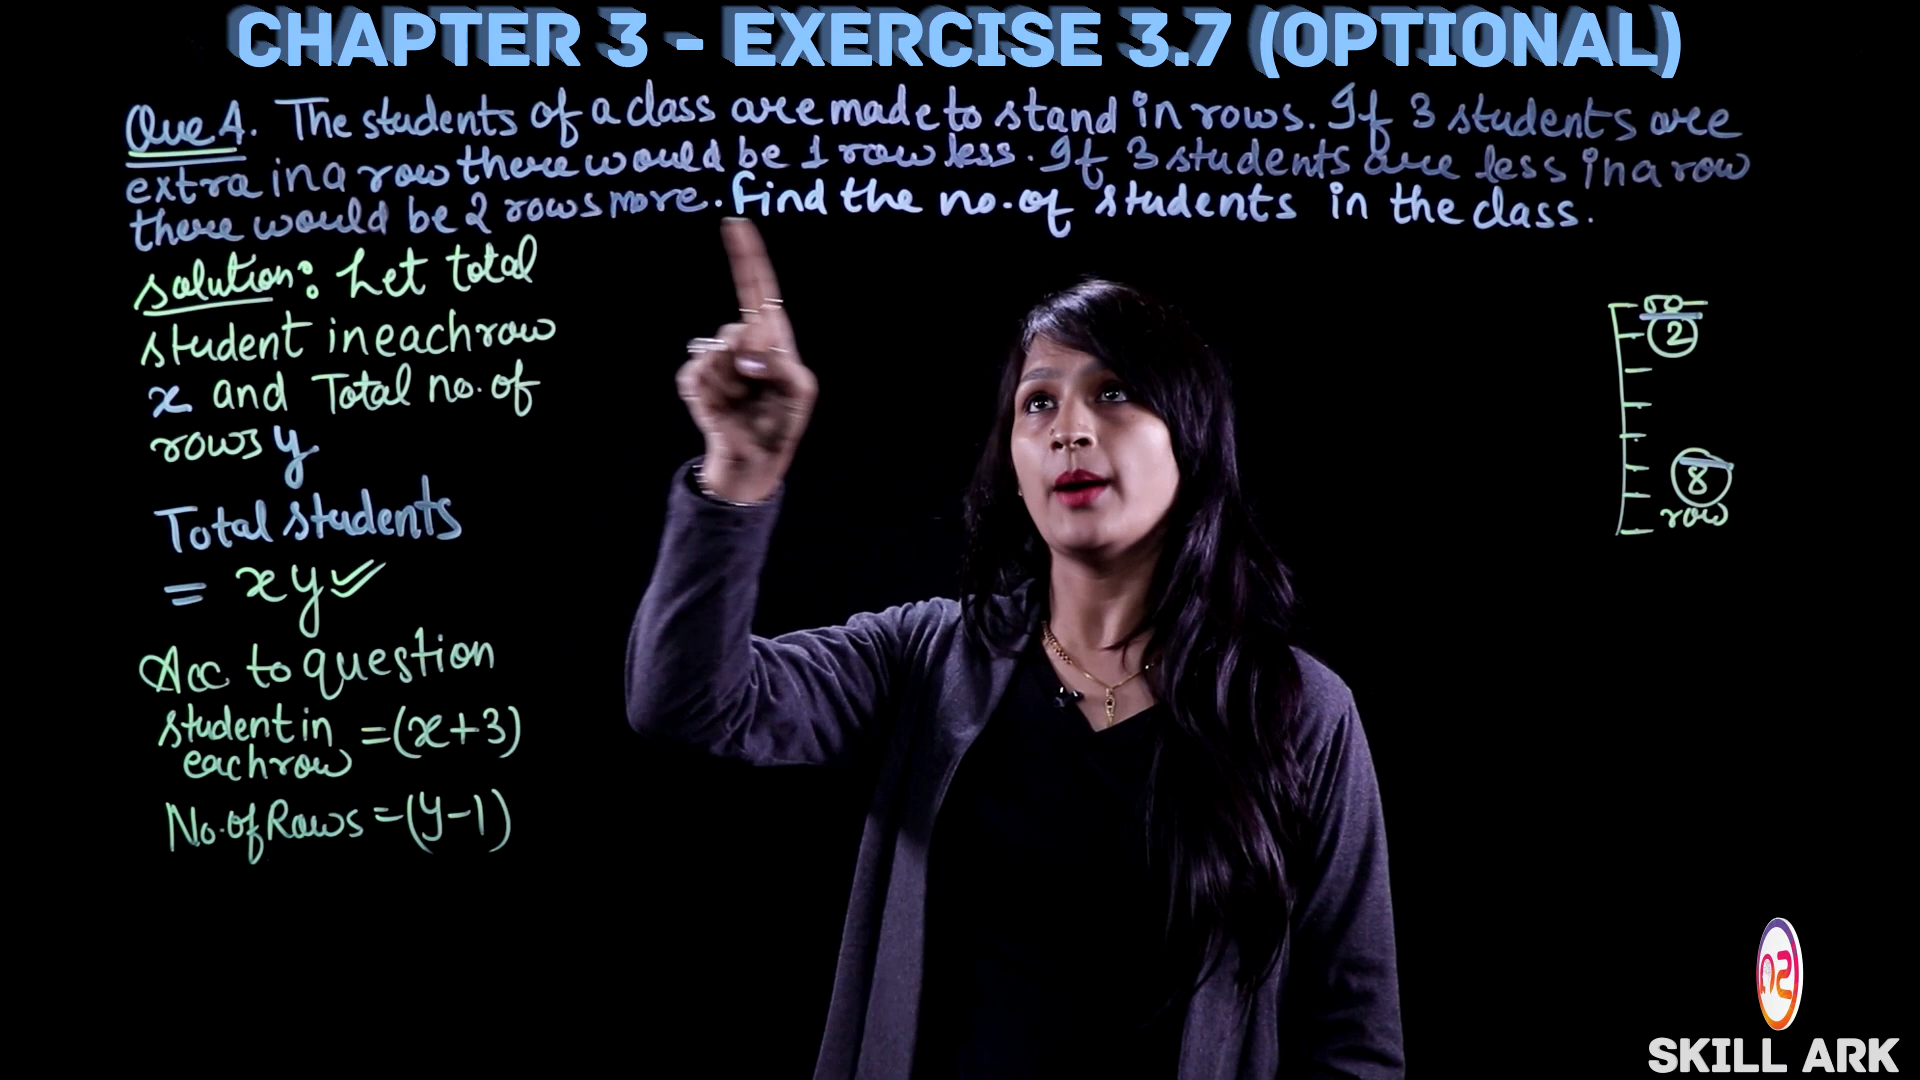 CHAPTER 3 - EXERCISE 3.7 (OPTIONAL)
Que 4. The students of a class are made to stand in rows. If 3 students are
extra in a row there would be 1 row less. If 3 students are less in a row
there would be 2 rows more. Find the no. of students in the class.
Solution: Let total
student in each row
x and Total no. of
rows y
Total students
= xy
Acc to question
student in
each row = (x+3)
No. of Rows = (y-1)
50
2
8
row
SKILL ARK